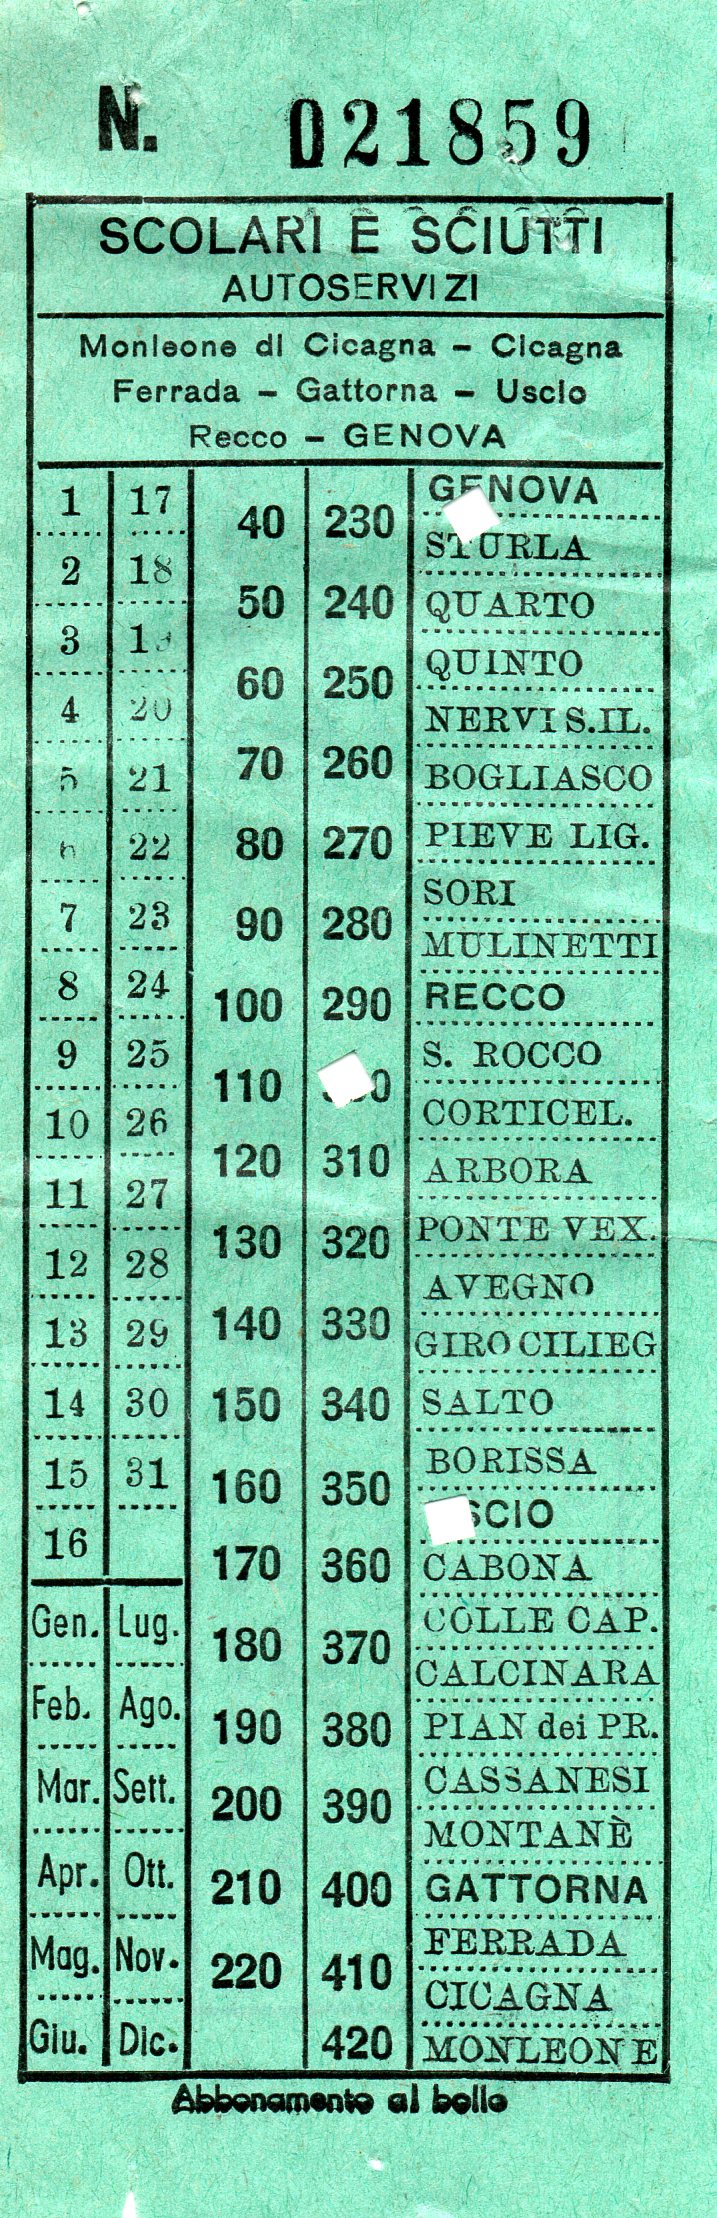 N. 021859
SCOLARI E SCIUTTI
AUTOSERVIZI
Monleone di Cicagna – Cicagna
Ferrada – Gattorna – Uscio
Recco – GENOVA
1 17
2 18
3
4 20
5 21
22
7 23
8 24
9 25
10 26
11 27
12 28
13 29
14 30
15 31
16
Gen. Lug.
Feb. Ago.
Mar. Sett.
Apr. Ott.
Mag. Nov.
Giu. Dic.
40 230
50 240
60 250
70 260
80 270
90 280
100 290
110
120 310
130 320
140 330
150 340
160 350
170 360
180 370
190 380
200 390
210 400
220 410
420
GENOVA
STURLA
QUARTO
QUINTO
NERVI S.IL.
BOGLIASCO
PIEVE LIG.
SORI
MULINETTI
RECCO
S. ROCCO
CORTICEL.
ARBORA
PONTE VEX.
AVEGNO
GIRO CILIEG
SALTO
BORISSA
SCIO
CABONA
COLLE CAP.
CALCINARA
PIAN dei PR.
CASSANESI
MONTANÈ
GATTORNA
FERRADA
CICAGNA
MONLEONE
Abbonamento al bollo